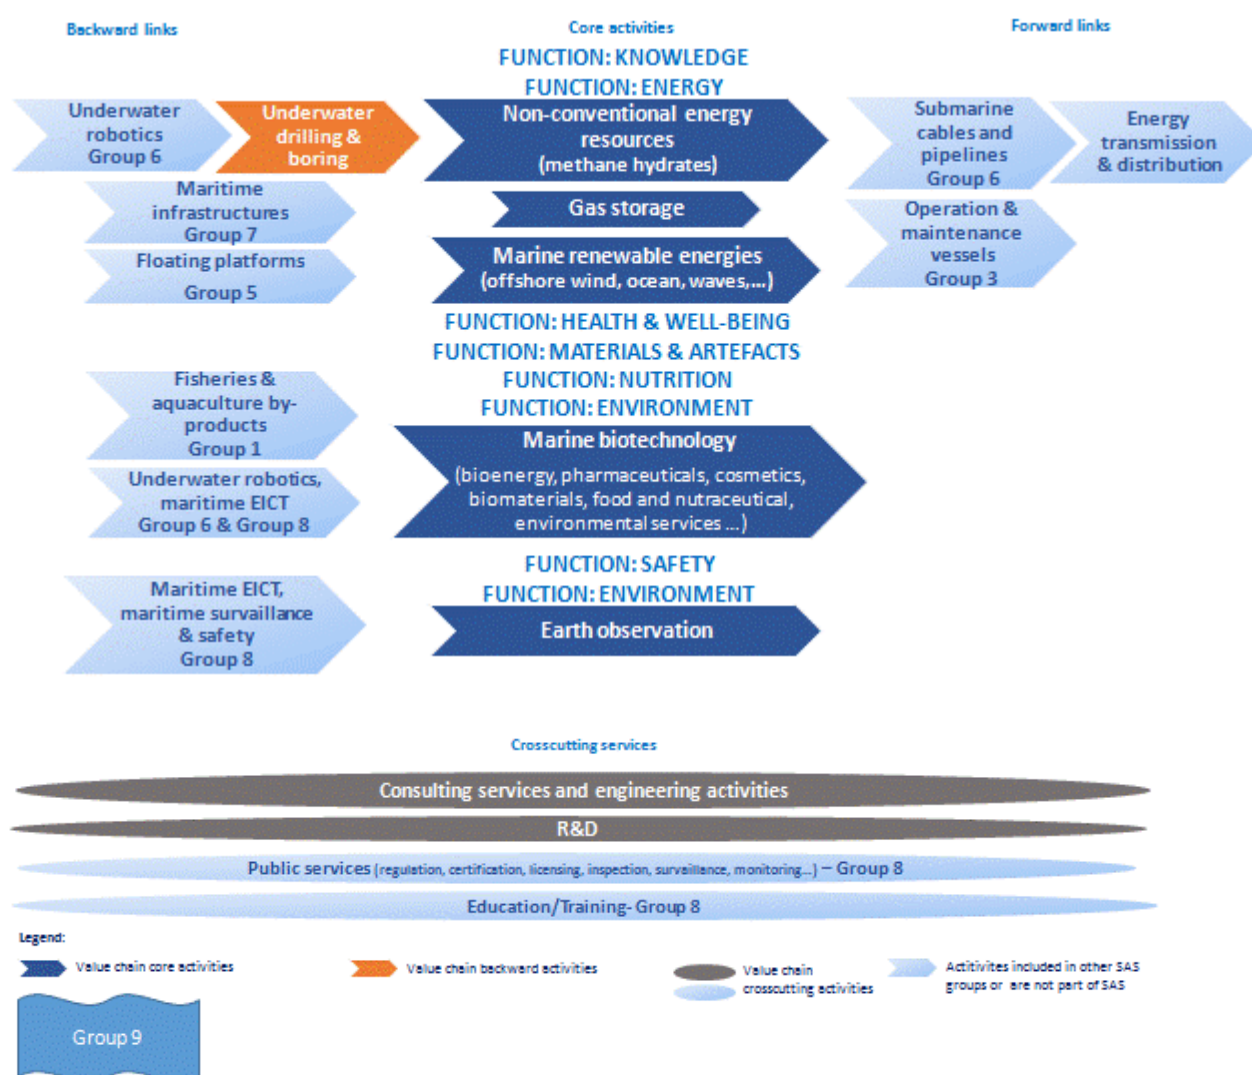 Backward links
Core activities
Forward links
FUNCTION: KNOWLEDGE
FUNCTION: ENERGY
Underwater
robotics
Group 6
Underwater
drilling &
boring
Non-conventional energy
resources
(methane hydrates)
Submarine
cables and
pipelines
Group 6
Energy
transmission
& distribution
Maritime
infrastructures
Group 7
Gas storage
Operation &
maintenance
vessels
Group 3
Floating platforms
Group 5
Marine renewable energies
(offshore wind, ocean, waves,...)
FUNCTION: HEALTH & WELL-BEING
FUNCTION: MATERIALS & ARTEFACTS
FUNCTION: NUTRITION
FUNCTION: ENVIRONMENT
Fisheries &
aquaculture by-
products
Group 1
Underwater robotics,
maritime EICT
Group 6 & Group 8
Marine biotechnology
(bioenergy, pharmaceuticals, cosmetics,
biomaterials, food and nutraceutical,
environmental services ...)
FUNCTION: SAFETY
FUNCTION: ENVIRONMENT
Maritime EICT,
maritime survaillance
& safety
Group 8
Earth observation
Crosscutting services
Consulting services and engineering activities
R&D
Public services (regulation, certification, licensing, inspection, survaillance, monitoring...) – Group 8
Education/Training- Group 8
Legend:
Value chain core activities
Value chain backward activities
Value chain
crosscutting activities
Actitivites included in other SAS
groups or are not part of SAS
Group 9